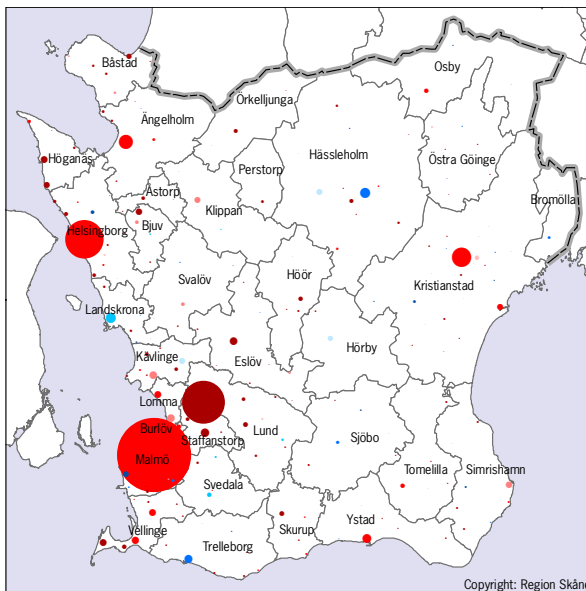 Båstad
Osby
Örkelljunga
Ängelholm
Höganäs
Hässleholm
Östra Göinge
Perstorp
Åstorp
Klippan
Bromölla
Bjuv
Helsingborg
Svalöv
Höör
Kristianstad
Landskrona
Hörby
Kävlinge
Eslöv
Lomma
Burlöv
Lund
Staffanstorp
Sjöbo
Malmö
Tomelilla
Simrishamn
Svedala
Ystad
Skurup
Vellinge
Trelleborg
Copyright: Region Skåne